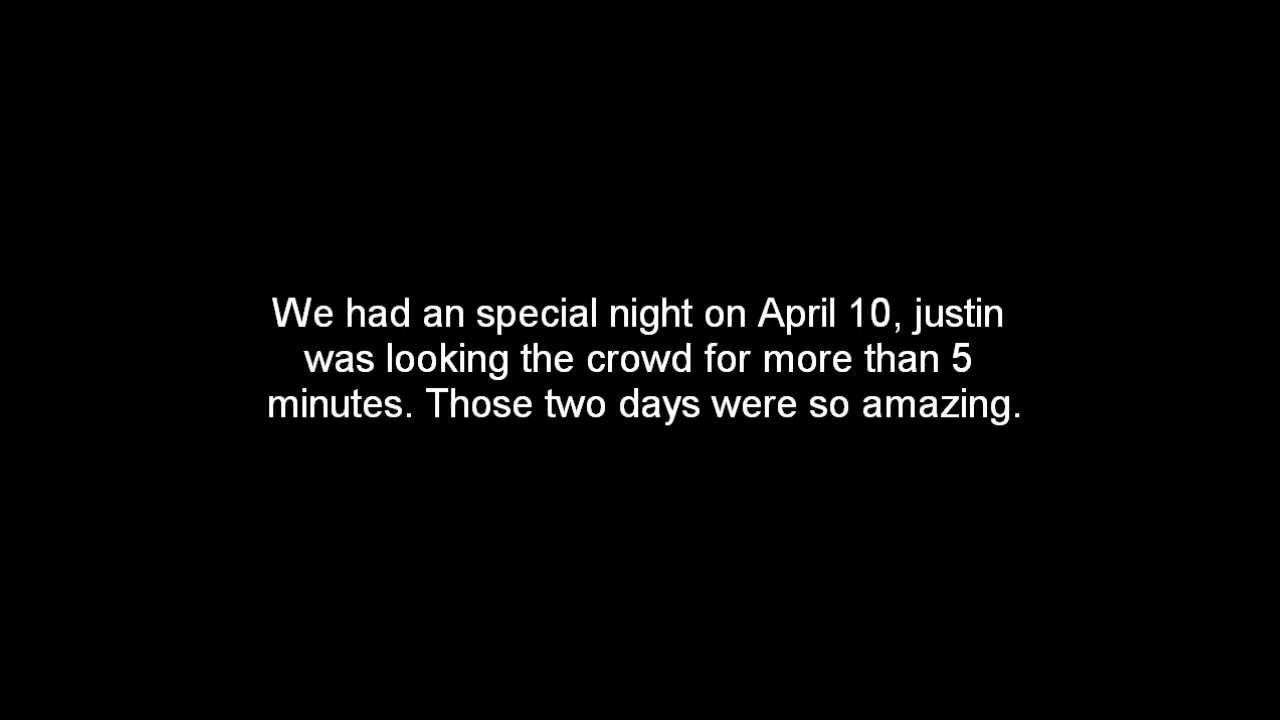 We had an special night on April 10, justin
was looking the crowd for more than 5
minutes. Those two days were so amazing.